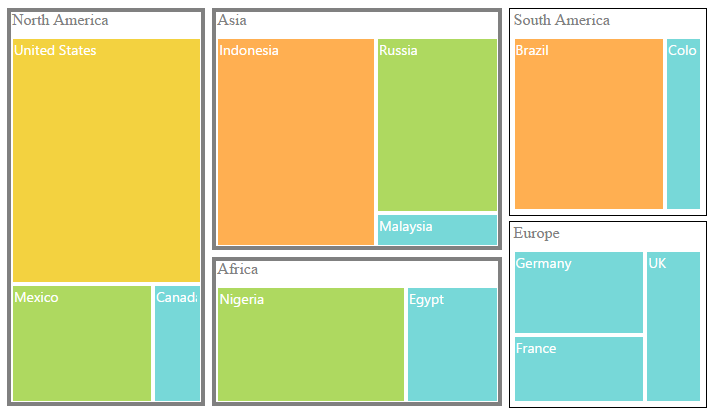 North America
United States
Mexico
Canad
Asia
Indonesia
Russia
Malaysia
Africa
Nigeria
Egypt
South America
Brazil
Colo
Europe
Germany
UK
France